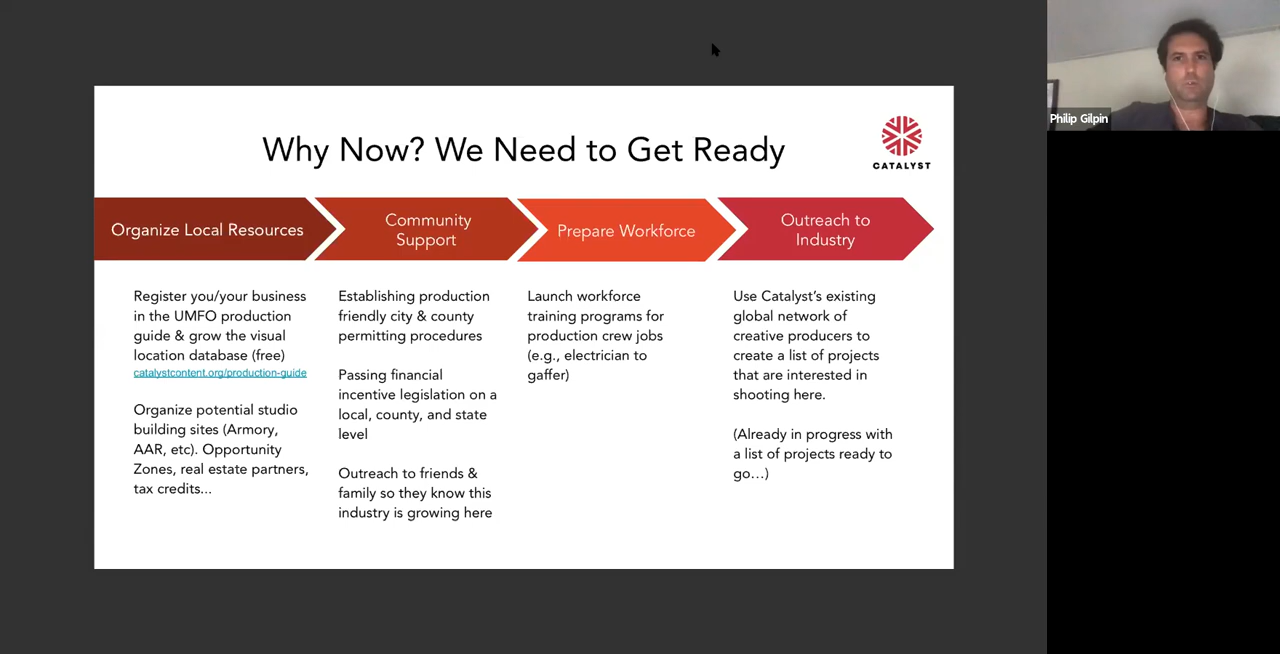 Why Now? We Need to Get Ready
CATALYST
Organize Local Resources
Community
Support
Prepare Workforce
Outreach to
Industry
Register you/your business
in the UMFO production
guide & grow the visual
location database (free)
catalystcontent.org/production-guide
Organize potential studio
building sites (Armory,
AAR, etc). Opportunity
Zones, real estate partners,
tax credits...
Establishing production
friendly city & county
permitting procedures
Passing financial
incentive legislation on a
local, county, and state
level
Outreach to friends &
family so they know this
industry is growing here
Launch workforce
training programs for
production crew jobs
(e.g., electrician to
gaffer)
Use Catalyst’s existing
global network of
creative producers to
create a list of projects
that are interested in
shooting here.
(Already in progress with
a list of projects ready to
go…)
Philip Gilpin